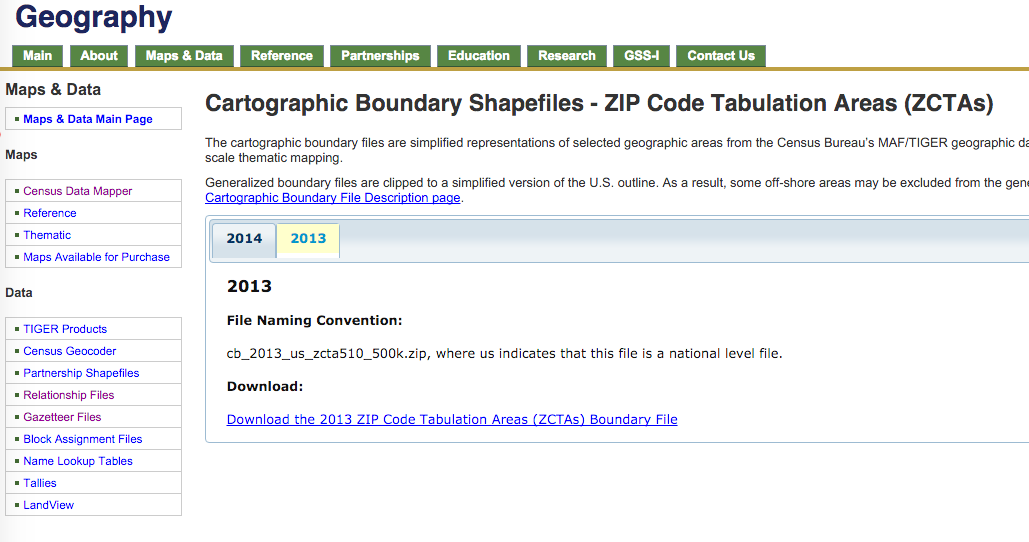 Geography
Main About Maps & Data Reference Partnerships Education Research GSS-I Contact Us
Maps & Data
Maps & Data Main Page
Maps
Census Data Mapper
Reference
Thematic
Maps Available for Purchase
Data
TIGER Products
Census Geocoder
Partnership Shapefiles
Relationship Files
Gazetteer Files
Block Assignment Files
Name Lookup Tables
Tallies
LandView
Cartographic Boundary Shapefiles - ZIP Code Tabulation Areas (ZCTAs)
The cartographic boundary files are simplified representations of selected geographic areas from the Census Bureau's MAF/TIGER geographic da
scale thematic mapping.
Generalized boundary files are clipped to a simplified version of the U.S. outline. As a result, some off-shore areas may be excluded from the gene
Cartographic Boundary File Description page.
2014 2013
2013
File Naming Convention:
cb_2013_us_zcta510_500k.zip, where us indicates that this file is a national level file.
Download:
Download the 2013 ZIP Code Tabulation Areas (ZCTAs) Boundary File